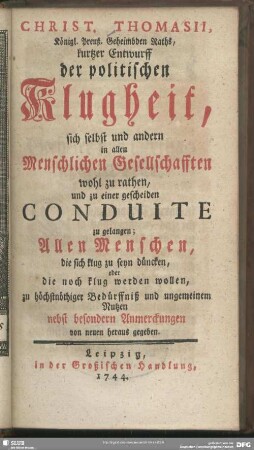 CHRIST. THOMASII,
Königl. Preuß. Geheimbden Raths,
kurtzer Entwurff
der politischen
Klugheit,
sich selbst und andern
in allen
Menschlichen Gesellschafften
wohl zu rathen,
und zu einer gescheiden
CONDUITE
zu gelangen;
Allen Menschen,
die sich klug zu seyn düncken,
oder
die noch klug werden wollen,
zu höchstnöthiger Bedürffniß und ungemeinem
Nutzen
nebst besondern Anmerckungen
von neuen heraus gegeben.
Leipzig,
in der Großischen Handlung,
1744.
SLUB
DFG